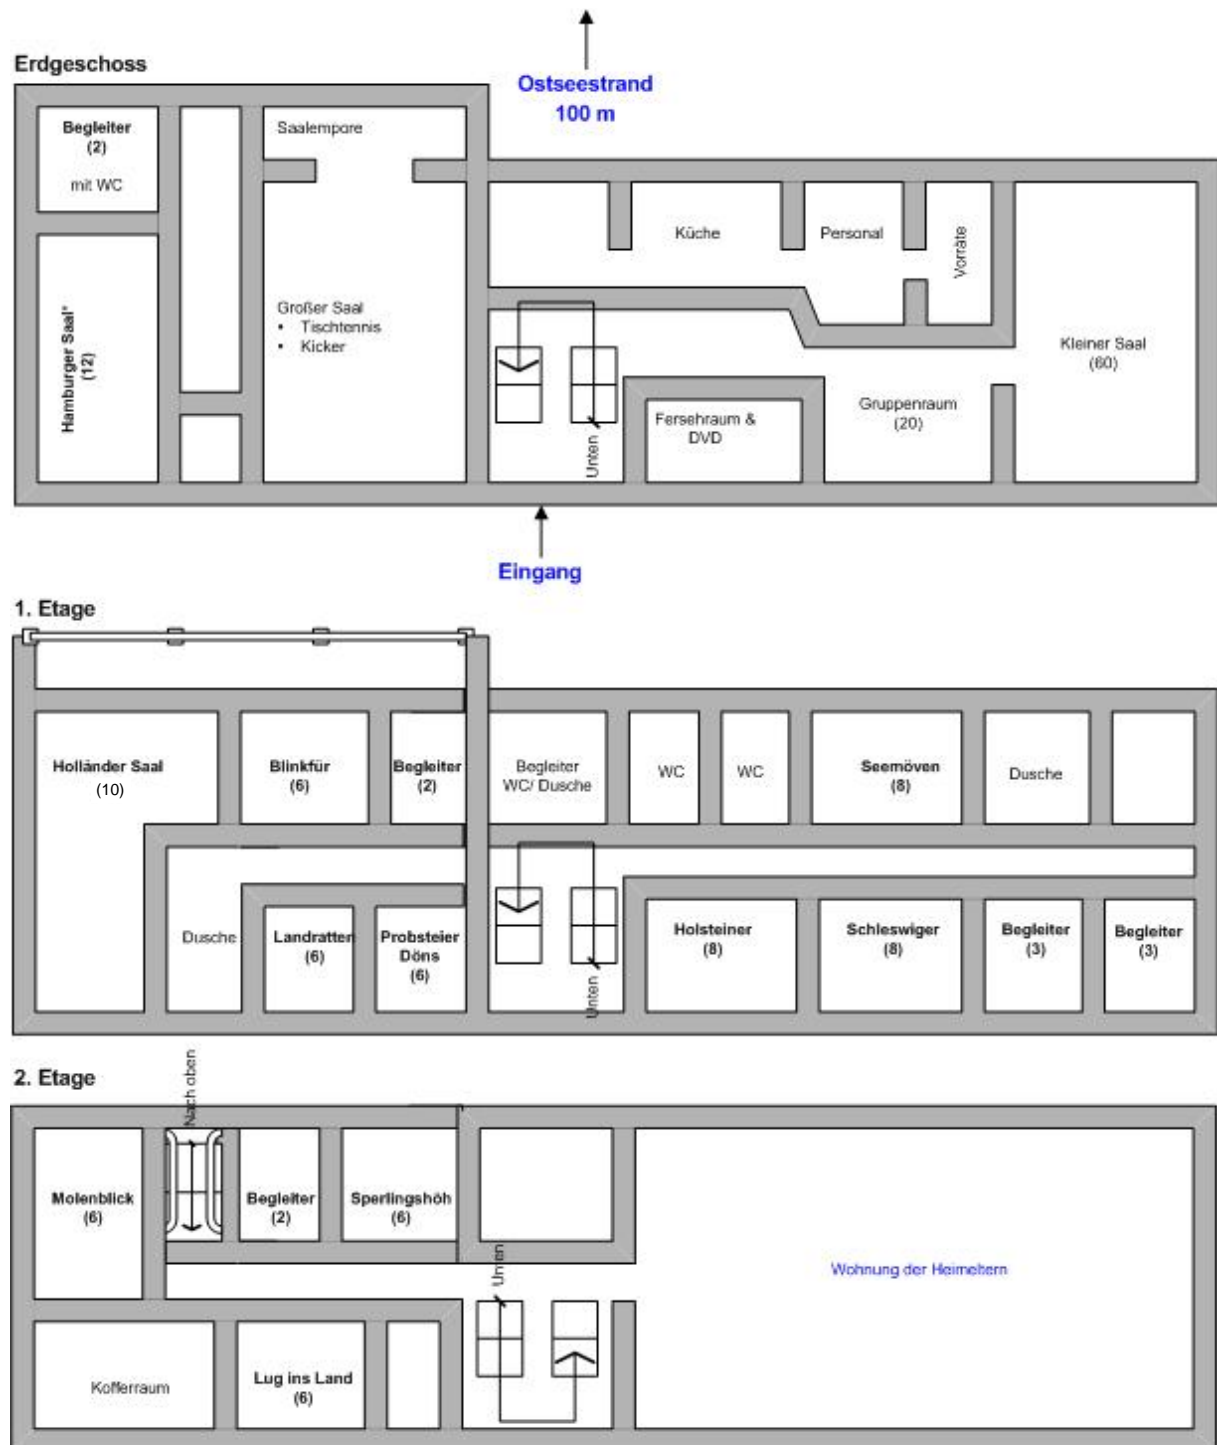 Erdgeschoss
Ostseestrand
100 m
Begleiter
(2)
mit WC
Saalempore
Küche
Personal
Vorräte
Hamburger Saal*
(12)
Großer Saal
• Tischtennis
• Kicker
Kleiner Saal
(60)
Gruppenraum
(20)
Fersehraum &
DVD
Unten
Eingang
1. Etage
Holländer Saal
(10)
Blinkfür
(6)
Begleiter
(2)
Begleiter
WC/ Dusche
WC
WC
Seemöven
(8)
Dusche
Dusche
Landratten
(6)
Probsteier
Döns
(6)
Unten
Holsteiner
(8)
Schleswiger
(8)
Begleiter
(3)
Begleiter
(3)
2. Etage
Nach oben
Molenblick
(6)
Begleiter
(2)
Sperlingshöh
(6)
Unten
Wohnung der Heimeltern
Kofferraum
Lug ins Land
(6)